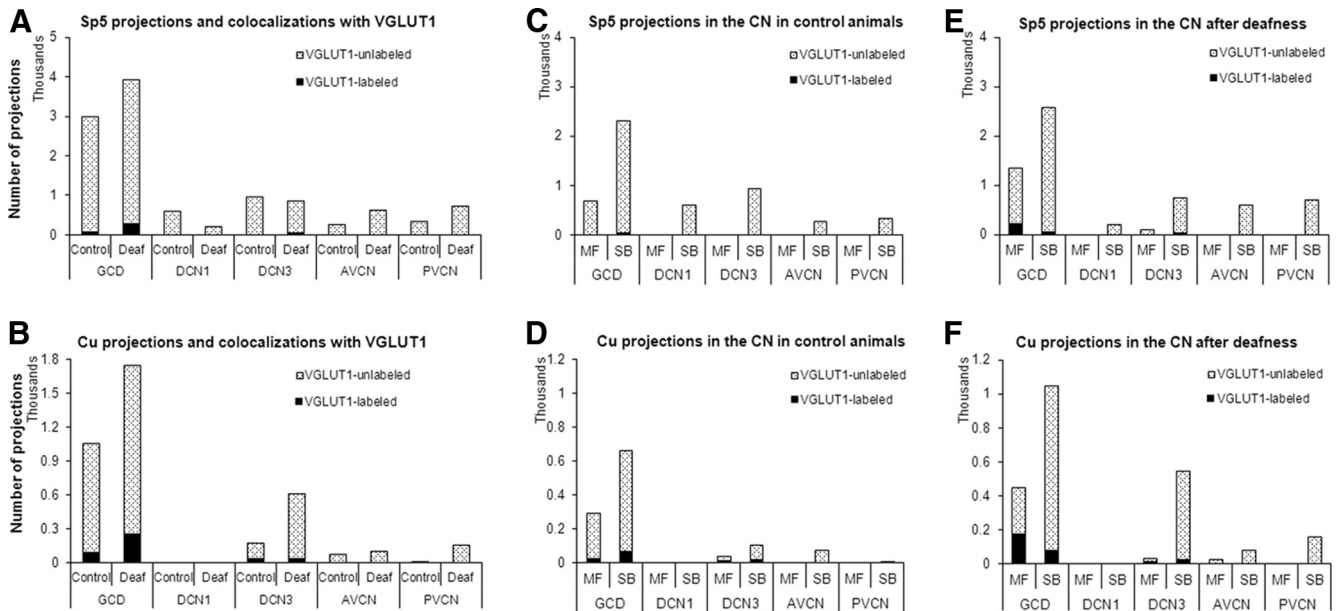 A
Sp5 projections and colocalizations with VGLUT1
Number of projections
Thousands
5
4
3
2
1
0
VGLUT1-unlabeled
VGLUT1-labeled
Control Deaf Control Deaf Control Deaf Control Deaf Control Deaf
GCD DCN1 DCN3 AVCN PVCN
C
Sp5 projections in the CN in control animals
Thousands
4
3
2
1
0
VGLUT1-unlabeled
VGLUT1-labeled
MF SB MF SB MF SB MF SB MF SB
GCD DCN1 DCN3 AVCN PVCN
E
Sp5 projections in the CN after deafness
Thousands
4
3
2
1
0
VGLUT1-unlabeled
VGLUT1-labeled
MF SB MF SB MF SB MF SB MF SB
GCD DCN1 DCN3 AVCN PVCN
B
Cu projections and colocalizations with VGLUT1
Number of projections
Thousands
1.8
1.5
1.2
0.9
0.6
0.3
0
VGLUT1-unlabeled
VGLUT1-labeled
Control Deaf Control Deaf Control Deaf Control Deaf Control Deaf
GCD DCN1 DCN3 AVCN PVCN
D
Cu projections in the CN in control animals
Thousands
1.2
1
0.8
0.6
0.4
0.2
0
VGLUT1-unlabeled
VGLUT1-labeled
MF SB MF SB MF SB MF SB MF SB
GCD DCN1 DCN3 AVCN PVCN
F
Cu projections in the CN after deafness
Thousands
1.2
1
0.8
0.6
0.4
0.2
0
VGLUT1-unlabeled
VGLUT1-labeled
MF SB MF SB MF SB MF SB MF SB
GCD DCN1 DCN3 AVCN PVCN